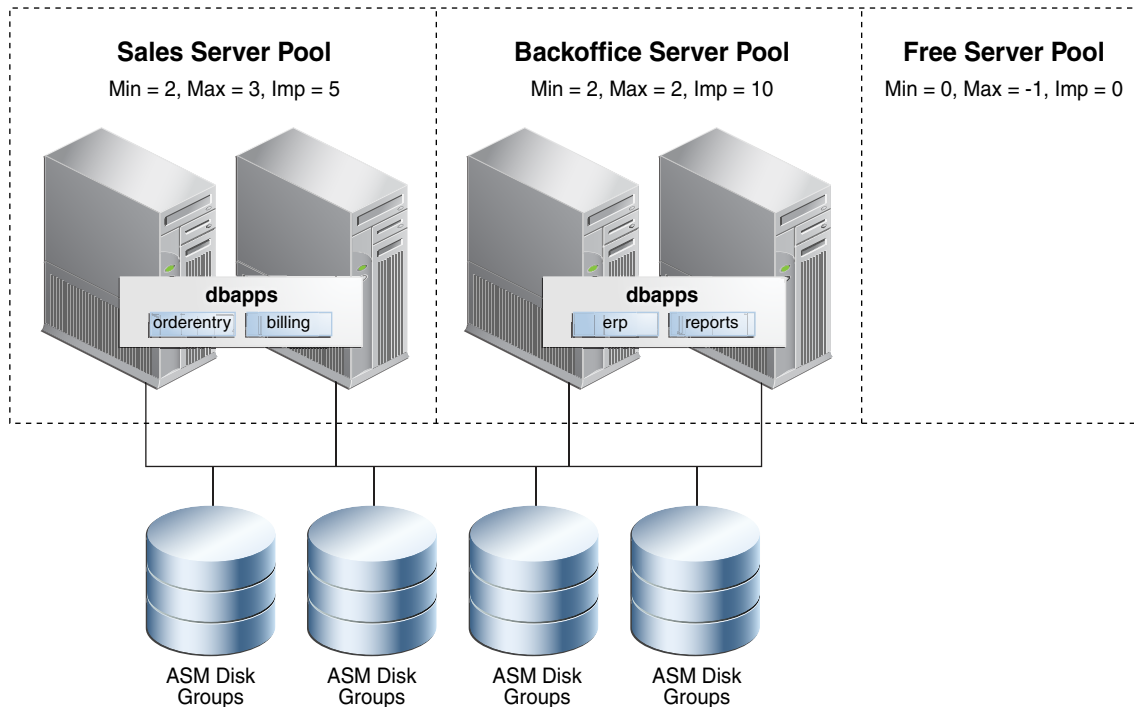 Sales Server Pool
Min = 2, Max = 3, Imp = 5
Backoffice Server Pool
Min = 2, Max = 2, Imp = 10
Free Server Pool
Min = 0, Max = -1, Imp = 0
dbapps
orderentry
billing
dbapps
erp
reports
ASM Disk
Groups
ASM Disk
Groups
ASM Disk
Groups
ASM Disk
Groups